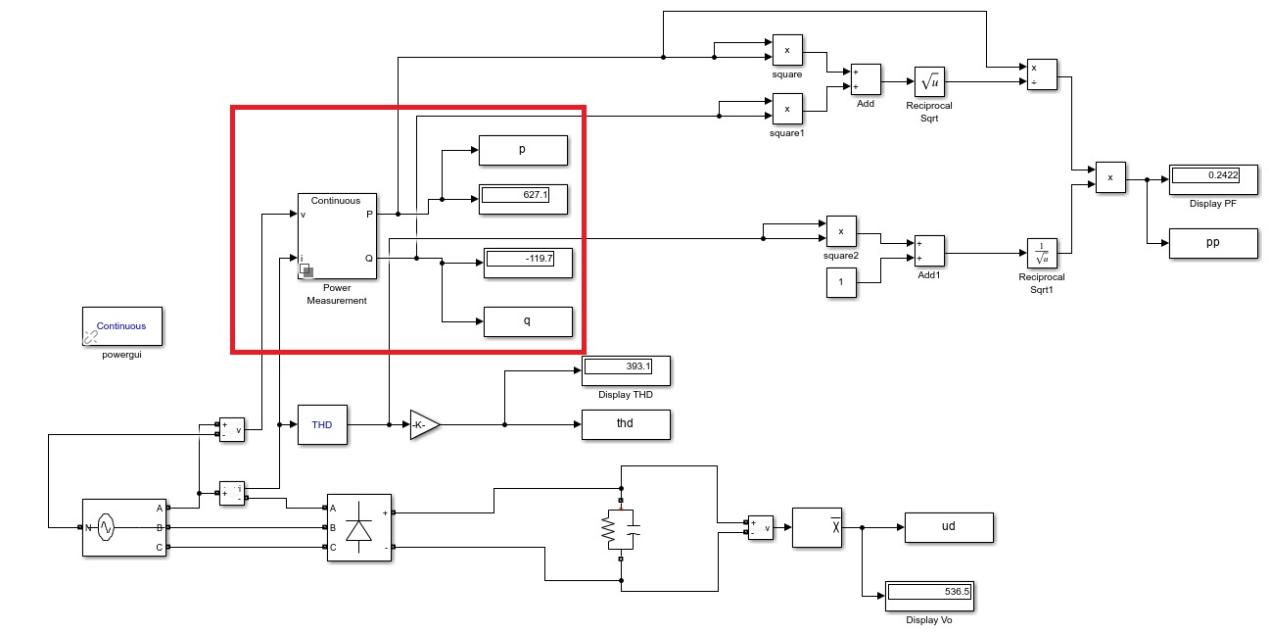 x
square
+
+
Add
√u
Reciprocal
Sqrt
x
÷
x
square1
p
627.1
Continuous
v
P
i
Q
Power
Measurement
-119.7
q
x
0.2422
Display PF
pp
x
square2
1
+
+
Add1
1
√u
Reciprocal
Sqrt1
Continuous
powergui
393.1
Display THD
thd
THD
-K-
+
-
v
+
i
-
N
A
B
C
A
B
C
+
-
+
-
v
X
ud
536.5
Display Vo